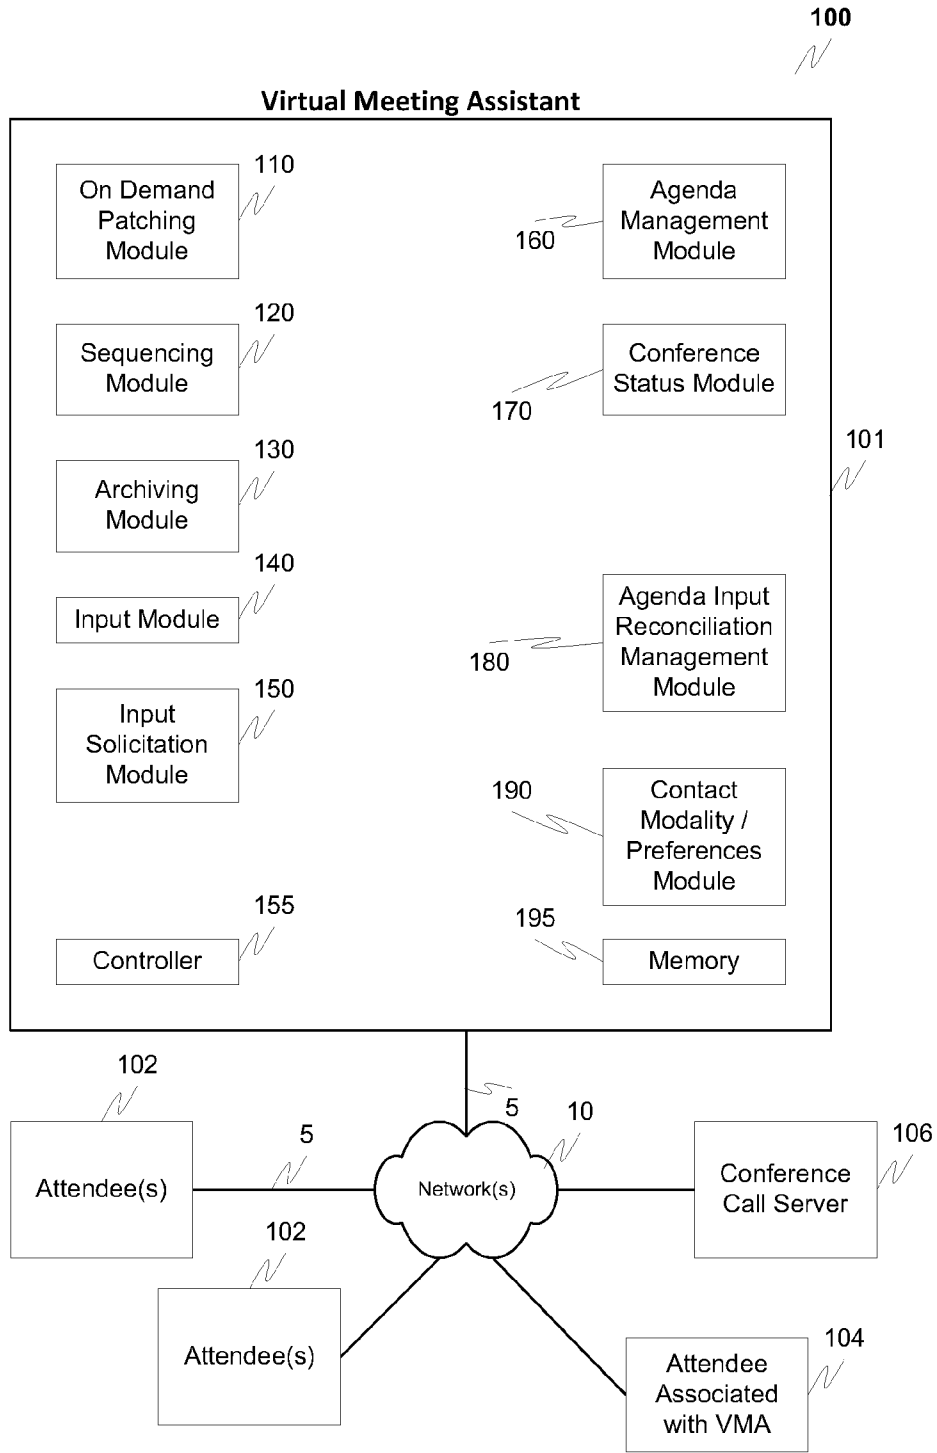 100
Virtual Meeting Assistant
110
On Demand
Patching
Module
Agenda
Management
Module
160
120
Sequencing
Module
Conference
Status Module
170
101
130
Archiving
Module
140
Input Module
Agenda Input
Reconciliation
Management
Module
180
150
Input
Solicitation
Module
190
Contact
Modality /
Preferences
Module
155
Controller
195
Memory
102
Attendee(s)
5
5
10
Network(s)
106
Conference
Call Server
102
Attendee(s)
104
Attendee
Associated
with VMA